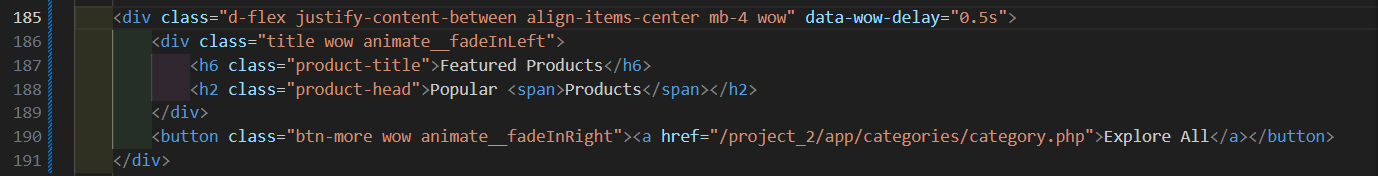 185 <div class="d-flex justify-content-between align-items-center mb-4 wow" data-wow-delay="0.5s">
186 <div class="title wow animate__fadeInLeft">
187 <h6 class="product-title">Featured Products</h6>
188 <h2 class="product-head">Popular <span>Products</span></h2>
189 </div>
190 <button class="btn-more wow animate__fadeInRight"><a href="/project_2/app/categories/category.php">Explore All</a></button>
191 </div>